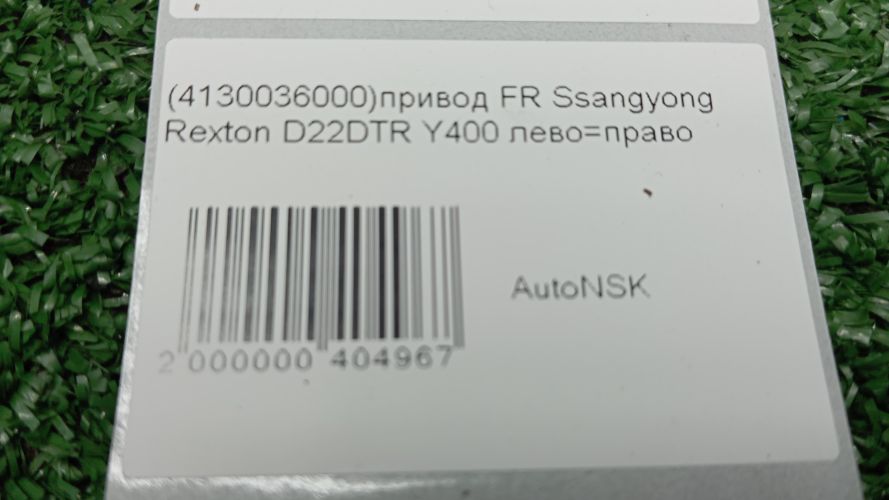 (4130036000)привод FR Ssangyong
Rexton D22DTR Y400 лево=право
AutoNSK
2 000000 404967